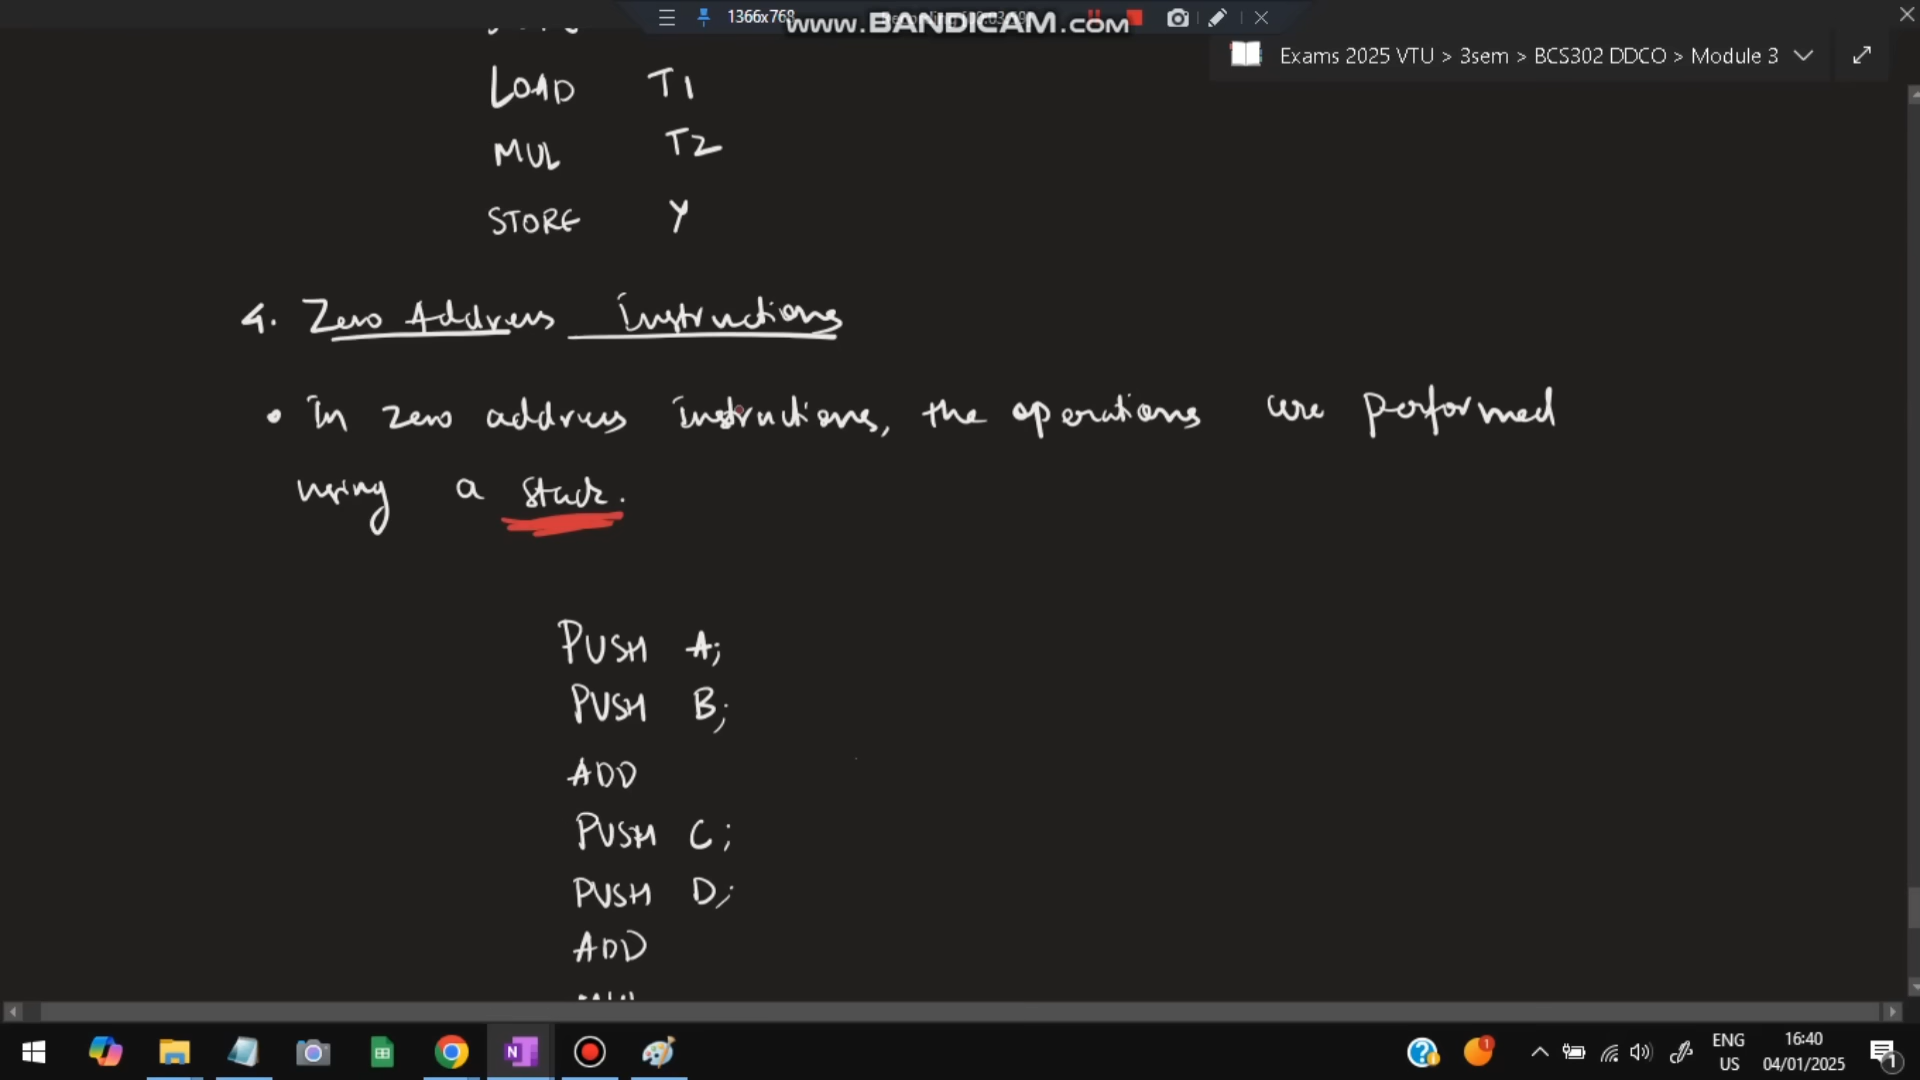 1366x768
www.BANDICAM.com
Exams 2025 VTU > 3sem > BCS302 DDCO > Module 3
LOAD T1
MUL T2
STORE Y
4. Zero Address Instructions
• In zero address instructions, the operations are performed
using a stack.
PUSH A;
PUSH B;
ADD
PUSH C;
PUSH D;
ADD
ENG
US
16:40
04/01/2025
1
1